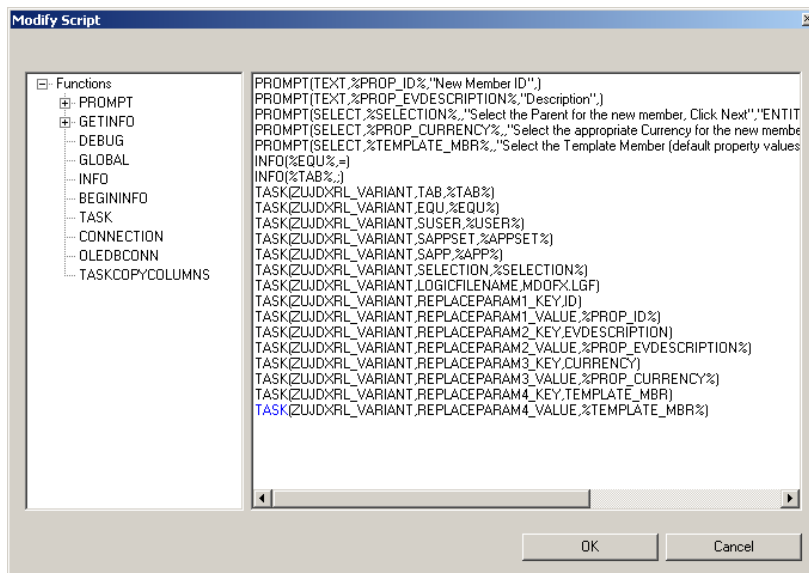 Modify Script
Functions
PROMPT
GETINFO
DEBUG
GLOBAL
INFO
BEGININFO
TASK
CONNECTION
OLEDBCONN
TASKCOPYCOLUMNS
PROMPT(TEXT,%PROP_ID%,"New Member ID",)
PROMPT(TEXT,%PROP_EVDESCRIPTION%,"Description",)
PROMPT(SELECT,%SELECTION%,,"Select the Parent for the new member, Click Next","ENTIT
PROMPT(SELECT,%PROP_CURRENCY%,,"Select the appropriate Currency for the new membe
PROMPT(SELECT,%TEMPLATE_MBR%,,"Select the Template Member (default property values
INFO(%EQU%,=)
INFO(%TAB%,;)
TASK(ZUJDXRL_VARIANT,TAB,%TAB%)
TASK(ZUJDXRL_VARIANT,EQU,%EQU%)
TASK(ZUJDXRL_VARIANT,SUSER,%USER%)
TASK(ZUJDXRL_VARIANT,SAPPSET,%APPSET%)
TASK(ZUJDXRL_VARIANT,SAPP,%APP%)
TASK(ZUJDXRL_VARIANT,SELECTION,%SELECTION%)
TASK(ZUJDXRL_VARIANT,LOGICFILENAME,MDOFX.LGF)
TASK(ZUJDXRL_VARIANT,REPLACEPARAM1_KEY,ID)
TASK(ZUJDXRL_VARIANT,REPLACEPARAM1_VALUE,%PROP_ID%)
TASK(ZUJDXRL_VARIANT,REPLACEPARAM2_KEY,EVDESCRIPTION)
TASK(ZUJDXRL_VARIANT,REPLACEPARAM2_VALUE,%PROP_EVDESCRIPTION%)
TASK(ZUJDXRL_VARIANT,REPLACEPARAM3_KEY,CURRENCY)
TASK(ZUJDXRL_VARIANT,REPLACEPARAM3_VALUE,%PROP_CURRENCY%)
TASK(ZUJDXRL_VARIANT,REPLACEPARAM4_KEY,TEMPLATE_MBR)
TASK(ZUJDXRL_VARIANT,REPLACEPARAM4_VALUE,%TEMPLATE_MBR%)
OK
Cancel